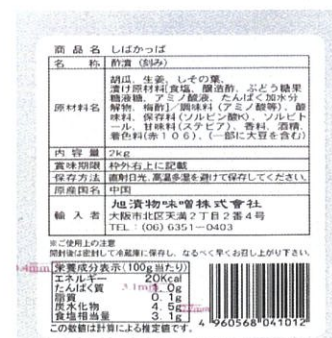 商品名 しばかっぱ
名称 酢漬(刻み)
原材料名 胡瓜、生姜、しその葉、
漬け原材料[食塩、醸造酢、ぶどう糖果
糖液糖、アミノ酸液、たんぱく加水分
解物、梅酢]/調味料(アミノ酸等)、酸
味料、保存料(ソルビン酸K)、ソルビト
ール、甘味料(ステビア)、香料、酒精、
着色料(赤106)、(一部に大豆を含む)
内容量 2kg
賞味期限 枠外右上に記載
保存方法 直射日光、高温多湿を避けて保存してください。
原産国名 中国
輸入者 旭漬物味噌株式會社
大阪市北区天満2丁目2番4号
TEL:(06)6351-0403
※ご使用上の注意
開封後は密封して冷蔵庫に保存し、なるべく早くお召し上がり下さい。
栄養成分表示(100g当たり)
エネルギー 20Kcal
たんぱく質 1.0g
脂質 0.1g
炭水化物 4.5g
食塩相当量 3.1g
この数値は計算による推定値です。
4 960568 041012